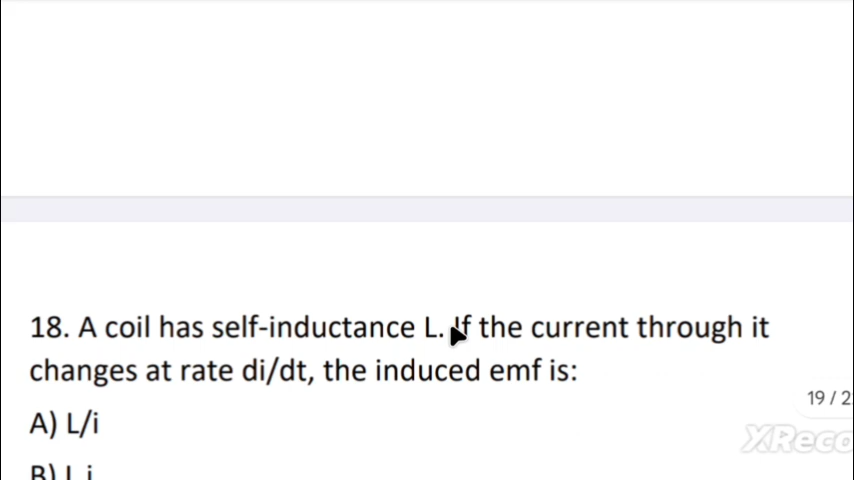 18. A coil has self-inductance L. If the current through it
changes at rate di/dt, the induced emf is:
19 / 2
A) L/i
XReco
B) L i